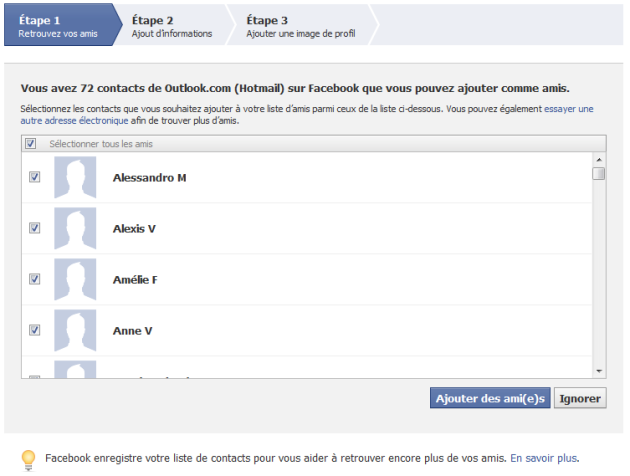 Étape 1
Retrouvez vos amis
Étape 2
Ajout d'informations
Étape 3
Ajouter une image de profil
Vous avez 72 contacts de Outlook.com (Hotmail) sur Facebook que vous pouvez ajouter comme amis.
Sélectionnez les contacts que vous souhaitez ajouter à votre liste d'amis parmi ceux de la liste ci-dessous. Vous pouvez également essayer une
autre adresse électronique afin de trouver plus d'amis.
Sélectionner tous les amis
Alessandro M
Alexis V
Amélie F
Anne V
Ajouter des ami(e)s
Ignorer
Facebook enregistre votre liste de contacts pour vous aider à retrouver encore plus de vos amis. En savoir plus.